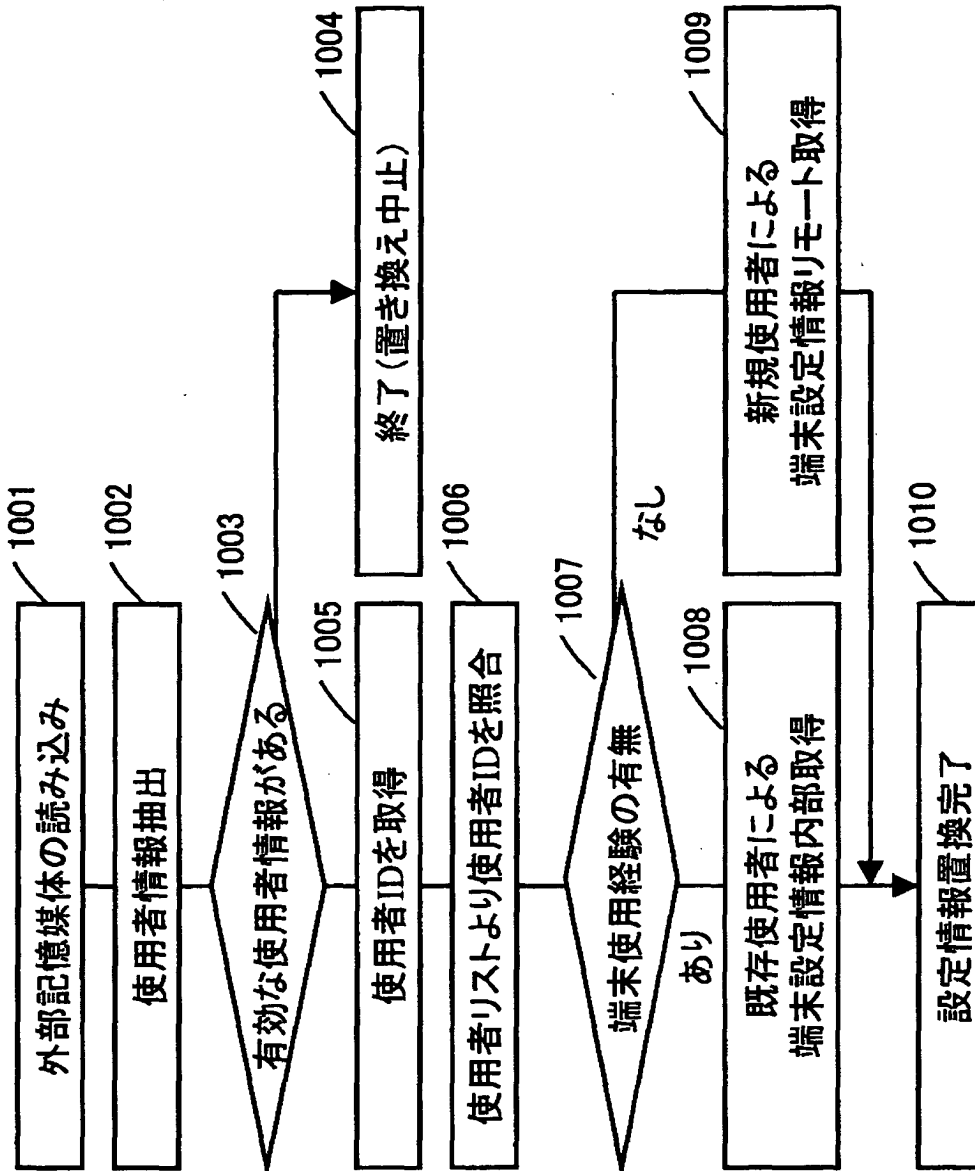 1001
外部記憶媒体の読み込み
1002
使用者情報抽出
1003
有効な使用者情報がある
1004
終了(置き換え中止)
1005
使用者IDを取得
1006
使用者リストより使用者IDを照合
1007
端末使用経験の有無
なし
あり
1008
既存使用者による
端末設定情報内部取得
1009
新規使用者による
端末設定情報リモート取得
1010
設定情報置換完了